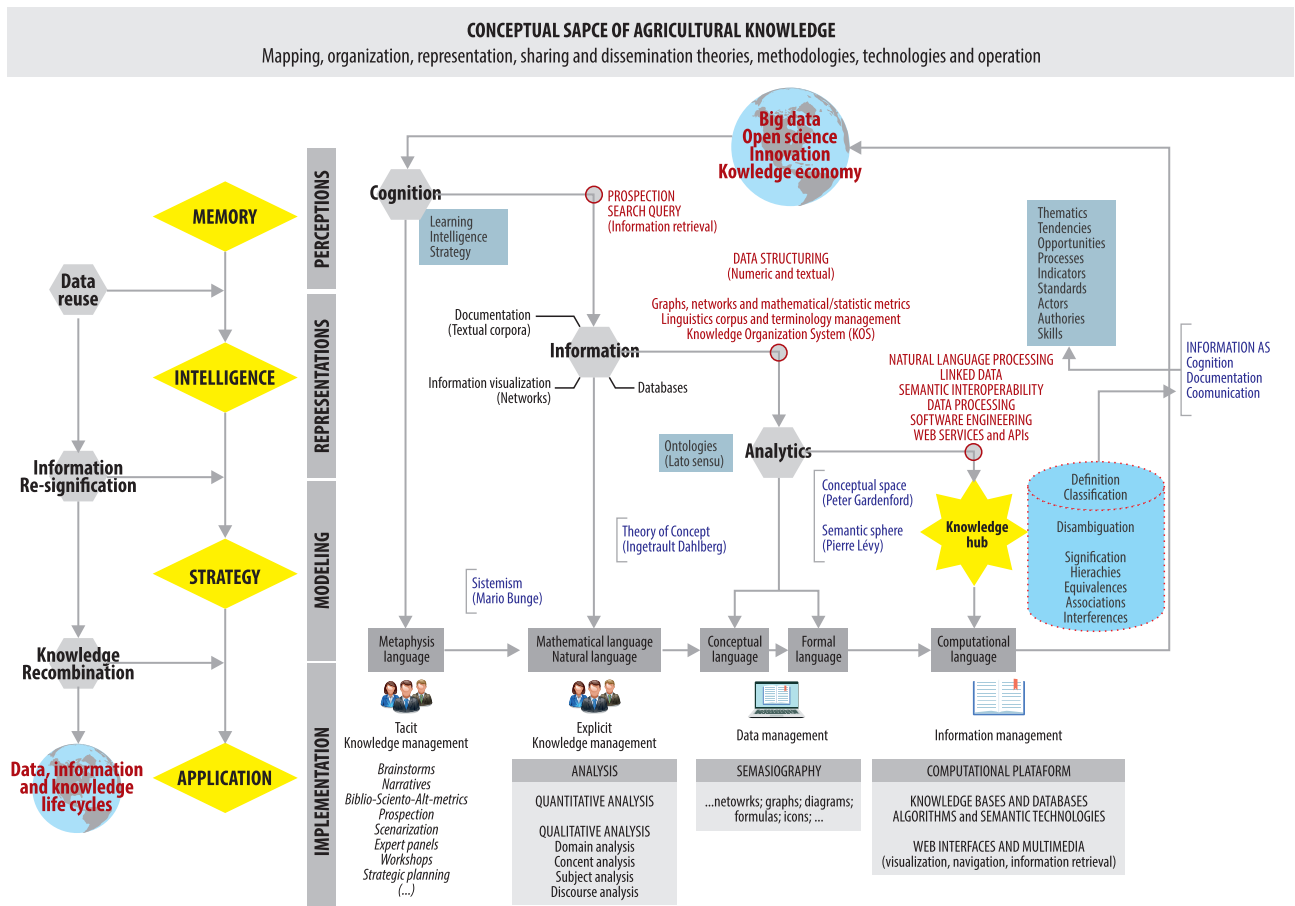 CONCEPTUAL SAPCE OF AGRICULTURAL KNOWLEDGE
Mapping, organization, representation, sharing and dissemination theories, methodologies, technologies and operation
MEMORY
Data
reuse
INTELLIGENCE
Information
Re-signification
STRATEGY
Knowledge
Recombination
Data, information
and knowledge
life cycles
APPLICATION
PERCEPTIONS
REPRESENTATIONS
MODELING
IMPLEMENTATION
Big data
Open science
Innovation
Kowledge economy
Cognition
Learning
Intelligence
Strategy
PROSPECTION
SEARCH QUERY
(Information retrieval)
DATA STRUCTURING
(Numeric and textual)
Graphs, networks and mathematical/statistic metrics
Linguistics corpus and terminology management
Knowledge Organization System (KOS)
Documentation
(Textual corpora)
Information
Information visualization
(Networks)
Databases
Thematics
Tendencies
Opportunities
Processes
Indicators
Standards
Actors
Authories
Skills
INFORMATION AS
Cognition
Documentation
Coomunication
NATURAL LANGUAGE PROCESSING
LINKED DATA
SEMANTIC INTEROPERABILITY
DATA PROCESSING
SOFTWARE ENGINEERING
WEB SERVICES and APIs
Ontologies
(Lato sensu)
Analytics
Conceptual space
(Peter Gardenford)
Semantic sphere
(Pierre Lévy)
Knowledge
hub
Definition
Classification
Disambiguation
Signification
Hierachies
Equivalences
Associations
Interferences
Theory of Concept
(Ingetrault Dahlberg)
Sistemism
(Mario Bunge)
Metaphysis
language
Mathematical language
Natural language
Conceptual
language
Formal
language
Computational
language
Tacit
Knowledge management
Brainstorms
Narratives
Biblio-Sciento-Alt-metrics
Prospection
Scenarization
Expert panels
Workshops
Strategic planning
(...)
Explicit
Knowledge management
ANALYSIS
QUANTITATIVE ANALYSIS
QUALITATIVE ANALYSIS
Domain analysis
Concent analysis
Subject analysis
Discourse analysis
Data management
SEMASIOGRAPHY
...netowrks; graphs; diagrams;
formulas; icons; ...
Information management
COMPUTATIONAL PLATAFORM
KNOWLEDGE BASES AND DATABASES
ALGORITHMS and SEMANTIC TECHNOLOGIES
WEB INTERFACES AND MULTIMEDIA
(visualization, navigation, information retrieval)